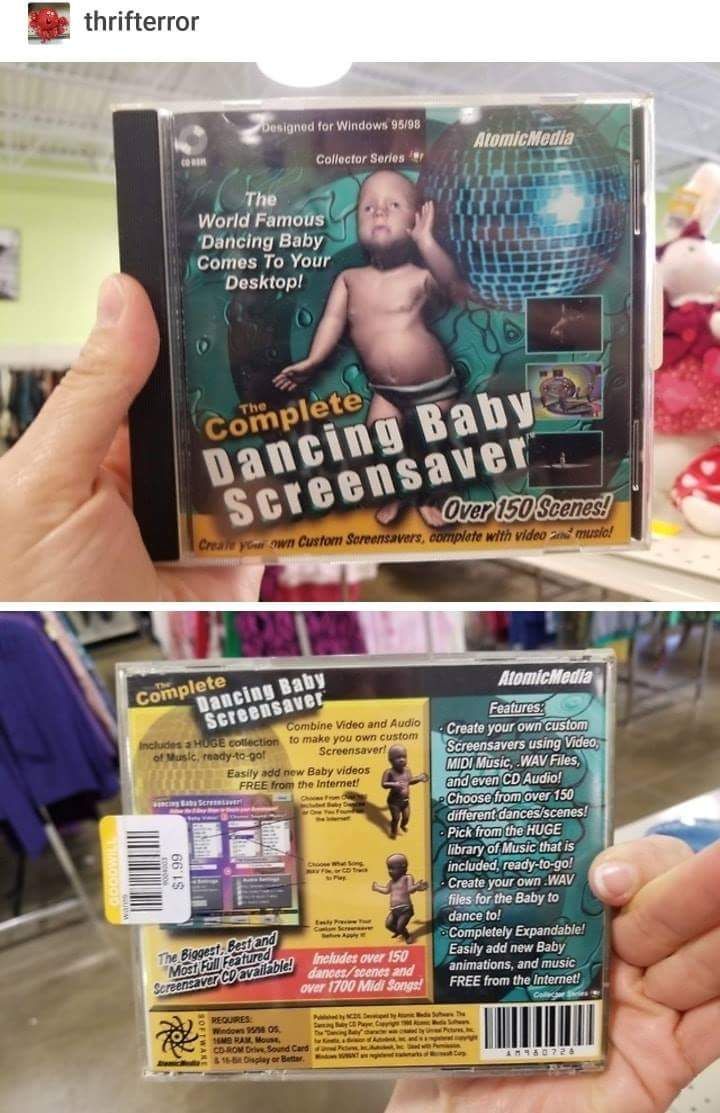 thrifterror
Designed for Windows 95/98
CD-ROM
Collector Series
AtomicMedia
The
World Famous
Dancing Baby
Comes To Your
Desktop!
The
Complete
Dancing Baby
Screensaver
Over 150 Scenes!
Create your own Custom Screensavers, complete with video and music!
The
Complete
Dancing Baby
Screensaver
AtomicMedia
Includes a HUGE collection
of Music, ready-to-go!
Combine Video and Audio
to make you own custom
Screensaver!
Easily add new Baby videos
FREE from the Internet!
Choose What Song,
WAV File, or CD Track
to Play.
Easily Preview Your
Custom Screensaver
Before Apply it!
GOODWILL
$1.99
The Biggest, Best and
"Most Full Featured
Screensaver CD available!
Includes over 150
dances/scenes and
over 1700 Midi Songs!
Features:
· Create your own custom
Screensavers using Video,
MIDI Music, .WAV Files,
and even CD Audio!
· Choose from over 150
different dances/scenes!
· Pick from the HUGE
library of Music that is
included, ready-to-go!
· Create your own .WAV
files for the Baby to
dance to!
· Completely Expandable!
Easily add new Baby
animations, and music
FREE from the Internet!
Collector Series
SOFTWARE
AtomicMedia
REQUIRES:
Windows 95/98 OS,
16MB RAM, Mouse,
CD-ROM Drive, Sound Card
& 16-Bit Display or Better.
AM980728